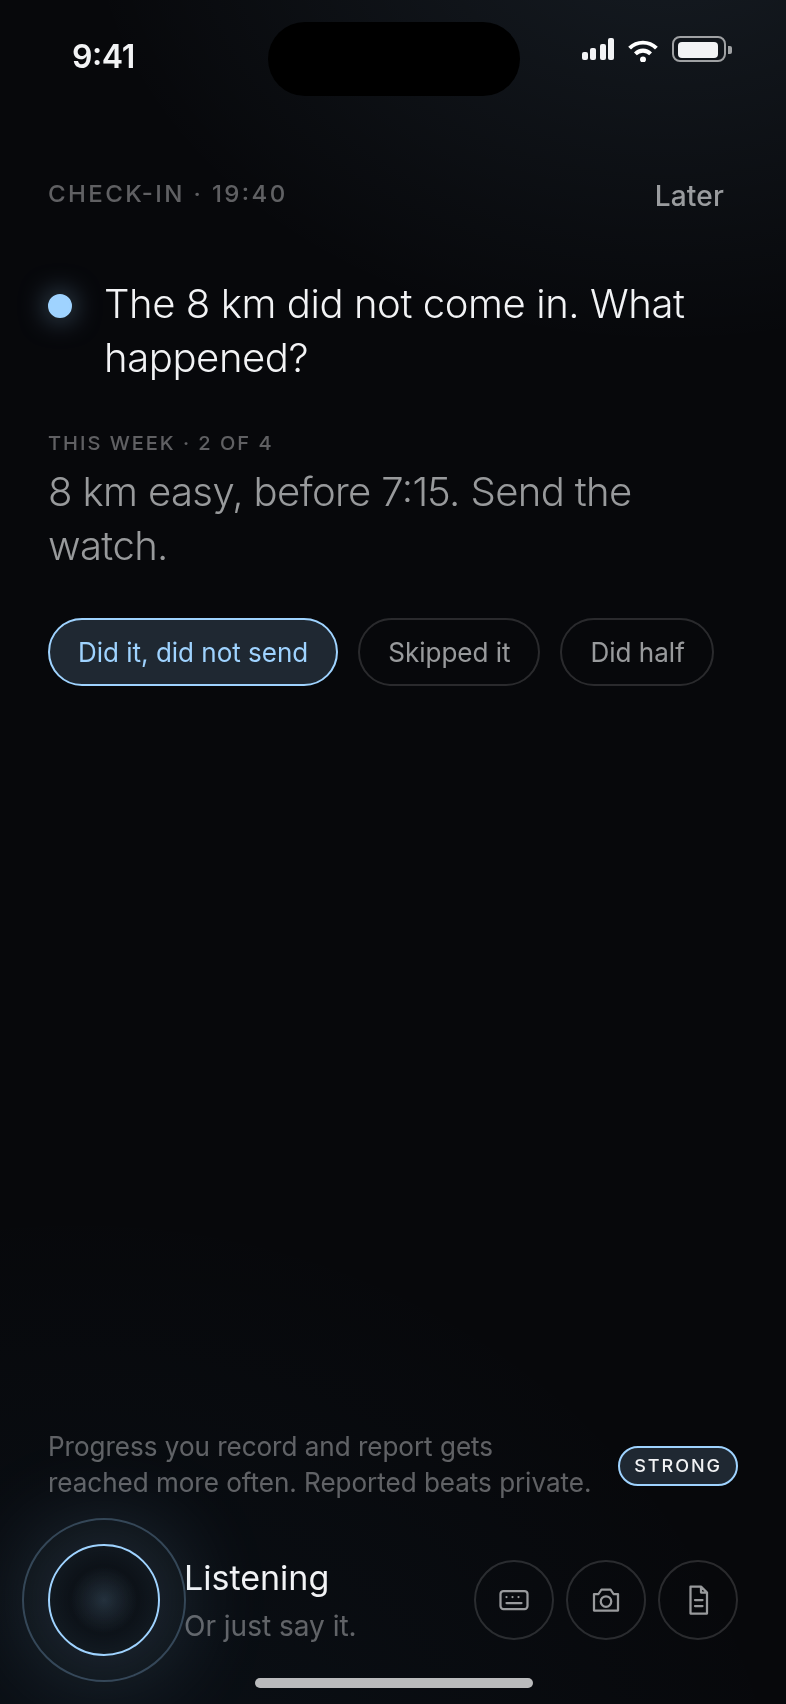 9:41
CHECK-IN · 19:40
Later
The 8 km did not come in. What
happened?
THIS WEEK · 2 OF 4
8 km easy, before 7:15. Send the
watch.
Did it, did not send
Skipped it
Did half
Progress you record and report gets
reached more often. Reported beats private.
STRONG
Listening
Or just say it.